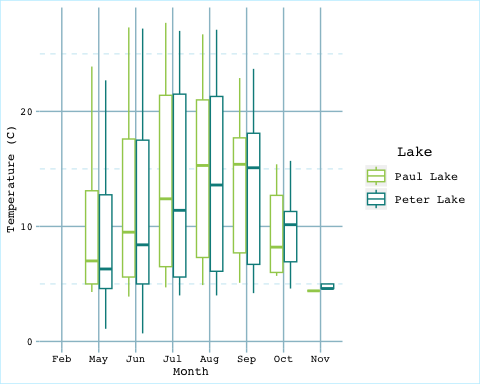 Temperature (C)
20
10
0
Feb May Jun Jul Aug Sep Oct Nov
Month
Lake
Paul Lake
Peter Lake